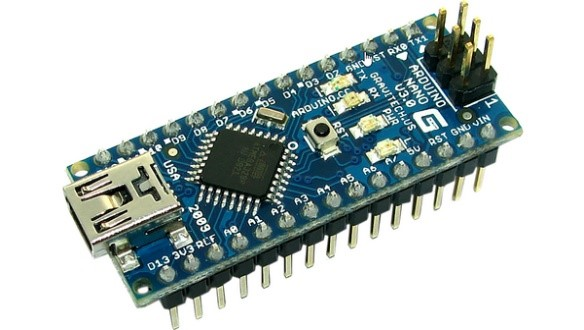 TX1
RX0
RST
GND
D2
D3
D4
D5
D6
D7
D8
D9
D10
ARDUINO.CC
TX
RX
RST
GRAVITECH.US
ARDUINO
NANO
V3.0
1
USA
2009
D13
3V3
REF
A0
A1
A2
A3
A4
A5
A6
A7
5V
RST
GND
VIN